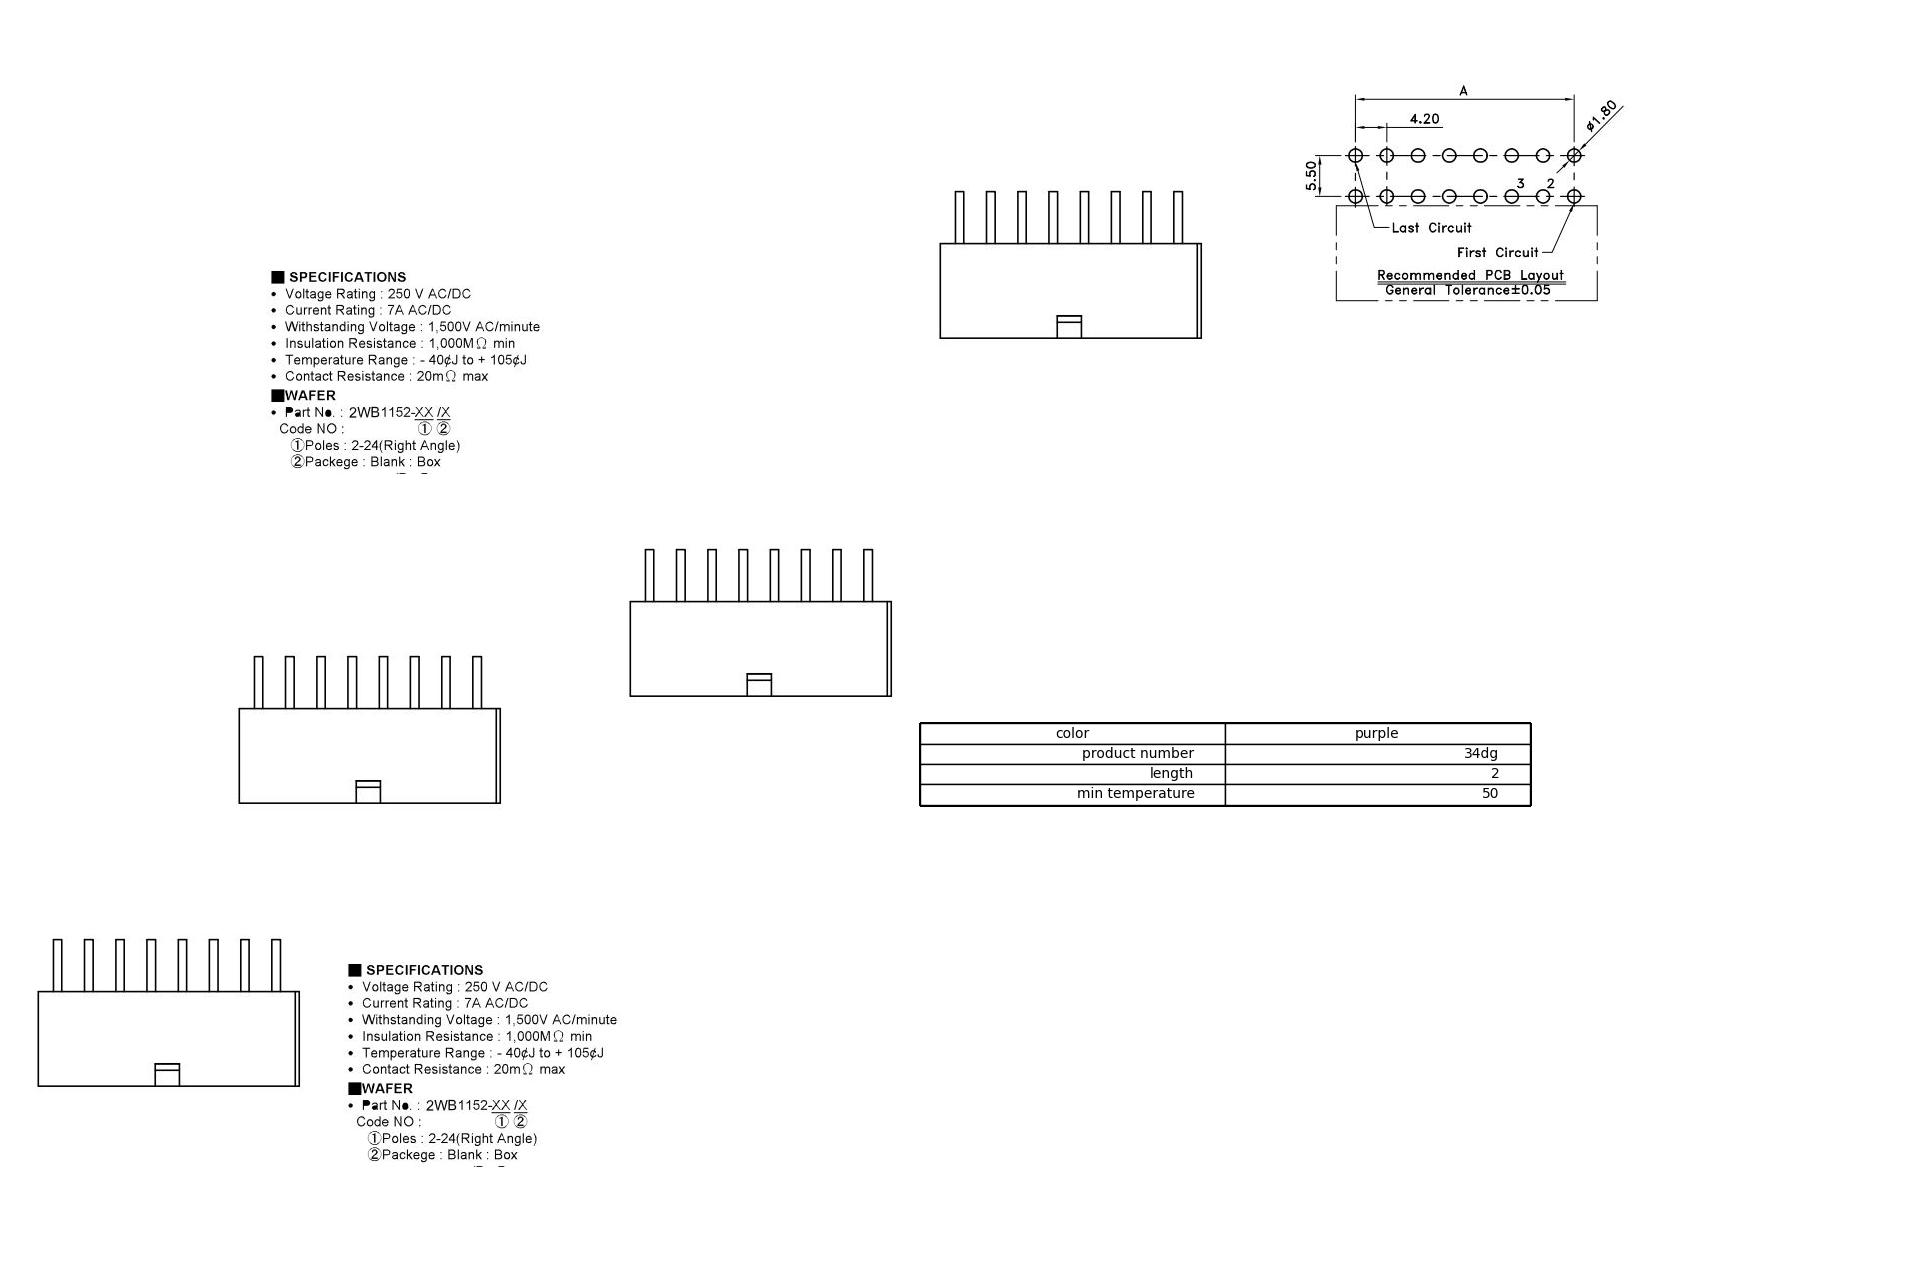 A
4.20
ø1.80
5.50
3 2
Last Circuit
First Circuit
Recommended PCB Layout
General Tolerance±0.05
■ SPECIFICATIONS
• Voltage Rating : 250 V AC/DC
• Current Rating : 7A AC/DC
• Withstanding Voltage : 1,500V AC/minute
• Insulation Resistance : 1,000MΩ min
• Temperature Range : - 40¢J to + 105¢J
• Contact Resistance : 20mΩ max
■WAFER
• Part No. : 2WB1152-XX /X
Code NO : ① ②
①Poles : 2-24(Right Angle)
②Packege : Blank : Box
color purple
product number 34dg
length 2
min temperature 50
■ SPECIFICATIONS
• Voltage Rating : 250 V AC/DC
• Current Rating : 7A AC/DC
• Withstanding Voltage : 1,500V AC/minute
• Insulation Resistance : 1,000MΩ min
• Temperature Range : - 40¢J to + 105¢J
• Contact Resistance : 20mΩ max
■WAFER
• Part No. : 2WB1152-XX /X
Code NO : ① ②
①Poles : 2-24(Right Angle)
②Packege : Blank : Box